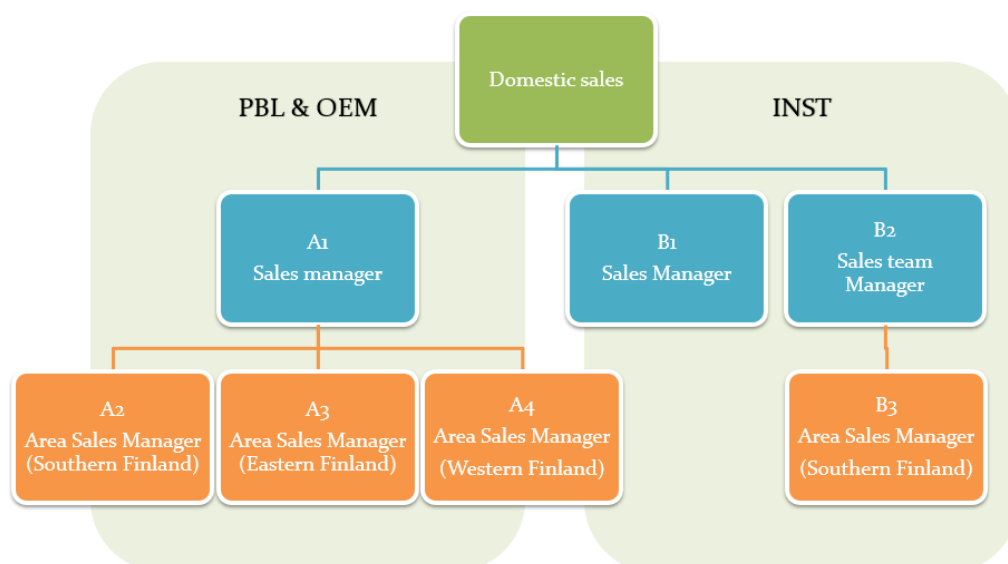 Domestic sales
PBL & OEM
INST
A1
Sales manager
B1
Sales Manager
B2
Sales team
Manager
A2
Area Sales Manager
(Southern Finland)
A3
Area Sales Manager
(Eastern Finland)
A4
Area Sales Manager
(Western Finland)
B3
Area Sales Manager
(Southern Finland)